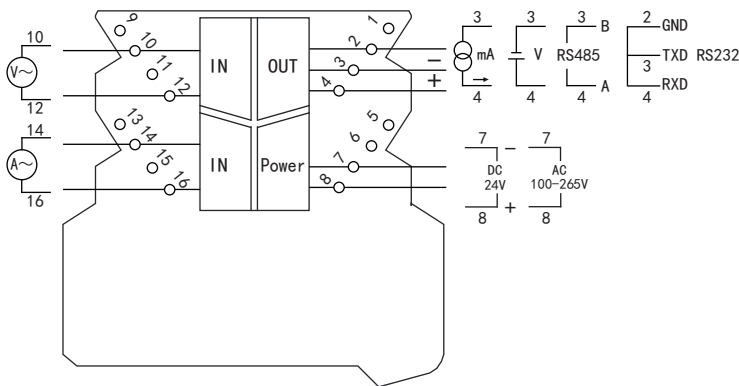 9
1
10
10
2
3
3
3
B
2
GND
V~
11
IN
OUT
3
−
mA
V
RS485
TXD
RS232
3
12
12
4
+
4
4
4
A
4
RXD
14
13
14
5
7
−
7
A~
15
IN
Power
6
7
DC
24V
AC
100-265V
16
16
8
8
+
8